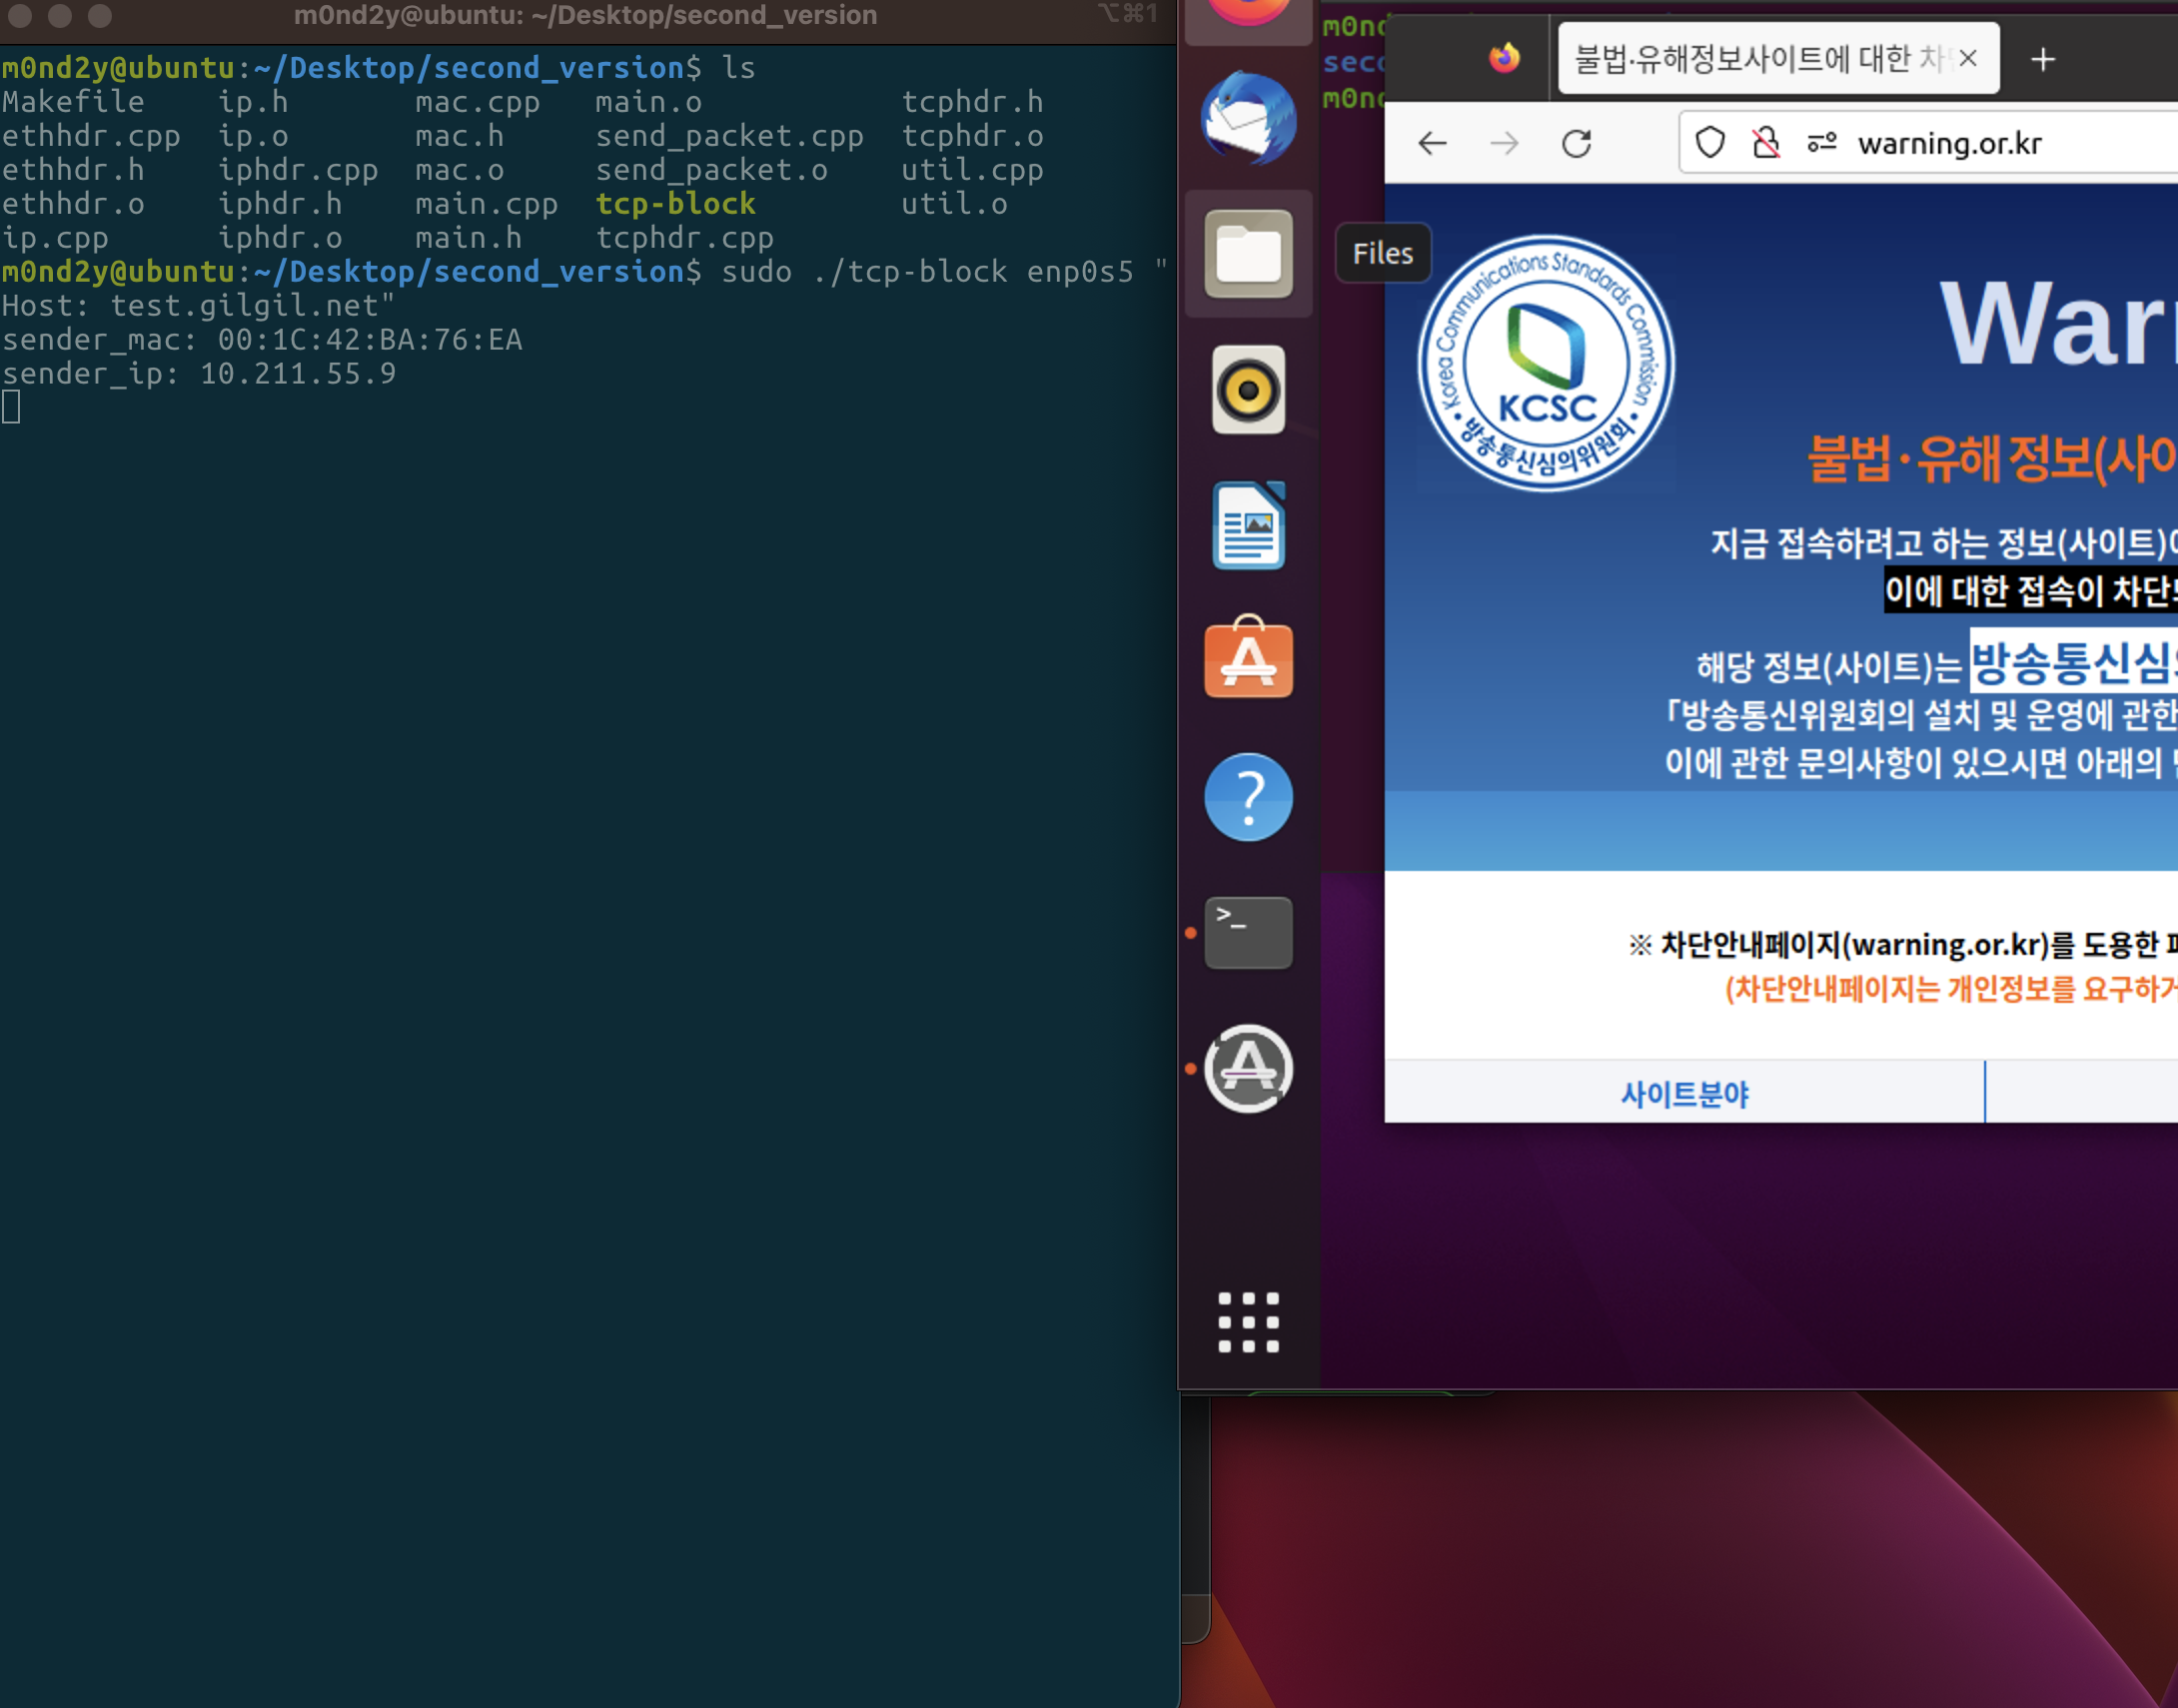 m0nd2y@ubuntu: ~/Desktop/second_version
⌥⌘1
m0nd2y@ubuntu:~/Desktop/second_version$ ls
Makefile ip.h mac.cpp main.o tcphdr.h
ethhdr.cpp ip.o mac.h send_packet.cpp tcphdr.o
ethhdr.h iphdr.cpp mac.o send_packet.o util.cpp
ethhdr.o iphdr.h main.cpp tcp-block util.o
ip.cpp iphdr.o main.h tcphdr.cpp
m0nd2y@ubuntu:~/Desktop/second_version$ sudo ./tcp-block enp0s5 "
Host: test.gilgil.net"
sender_mac: 00:1C:42:BA:76:EA
sender_ip: 10.211.55.9
m0nd
seco
m0nd
Files
불법·유해정보사이트에 대한 차
warning.or.kr
Korea Communications Standards Commission
KCSC
방송통신심의위원회
Warn
불법·유해 정보(사이
지금 접속하려고 하는 정보(사이트)에
이에 대한 접속이 차단되
해당 정보(사이트)는 방송통신심의
「방송통신위원회의 설치 및 운영에 관한
이에 관한 문의사항이 있으시면 아래의
※ 차단안내페이지(warning.or.kr)를 도용한
(차단안내페이지는 개인정보를 요구하거
사이트분야